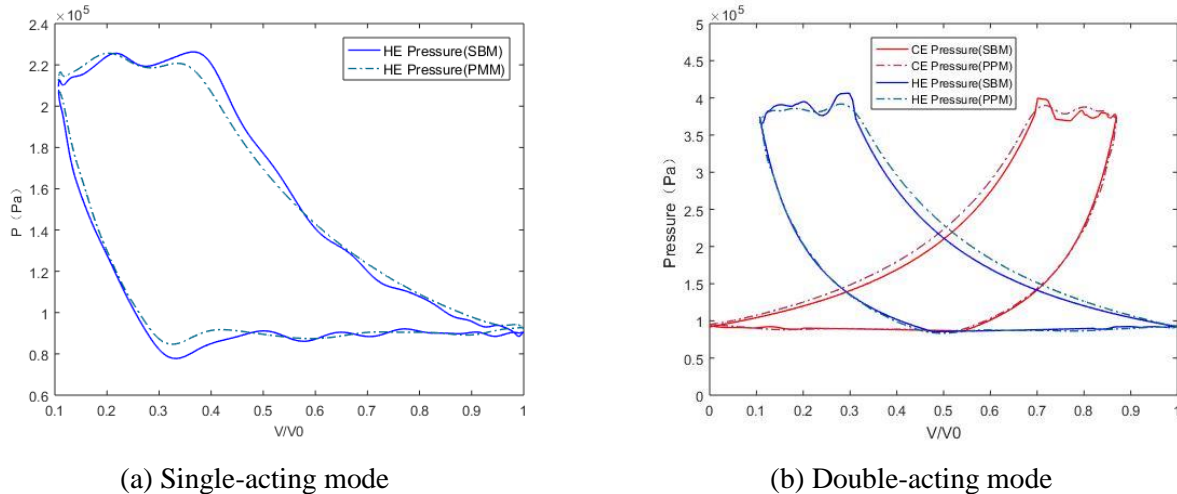 2.4 ×10⁵
2.2
2
1.8
1.6
1.4
1.2
1
0.8
0.6
P（Pa）
0.1 0.2 0.3 0.4 0.5 0.6 0.7 0.8 0.9 1
V/V0
HE Pressure(SBM)
HE Pressure(PMM)
(a) Single-acting mode
5 ×10⁵
4.5
4
3.5
3
2.5
2
1.5
1
0.5
0
Pressure（Pa）
0 0.1 0.2 0.3 0.4 0.5 0.6 0.7 0.8 0.9 1
V/V0
CE Pressure(SBM)
CE Pressure(PPM)
HE Pressure(SBM)
HE Pressure(PPM)
(b) Double-acting mode